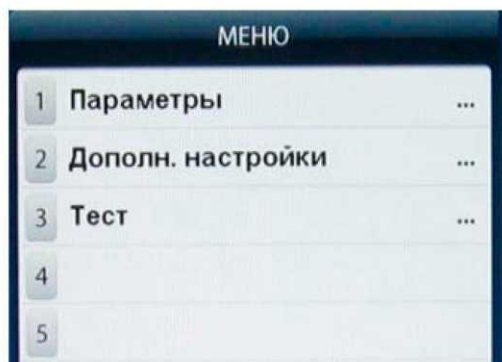 МЕНЮ
1 Параметры ...
2 Дополн. настройки ...
3 Тест ...
4
5